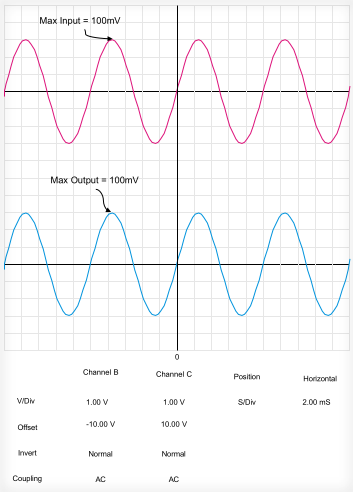 Max Input = 100mV
Max Output = 100mV
0
Channel B Channel C Position Horizontal
V/Div 1.00 V 1.00 V S/Div 2.00 mS
Offset -10.00 V 10.00 V
Invert Normal Normal
Coupling AC AC